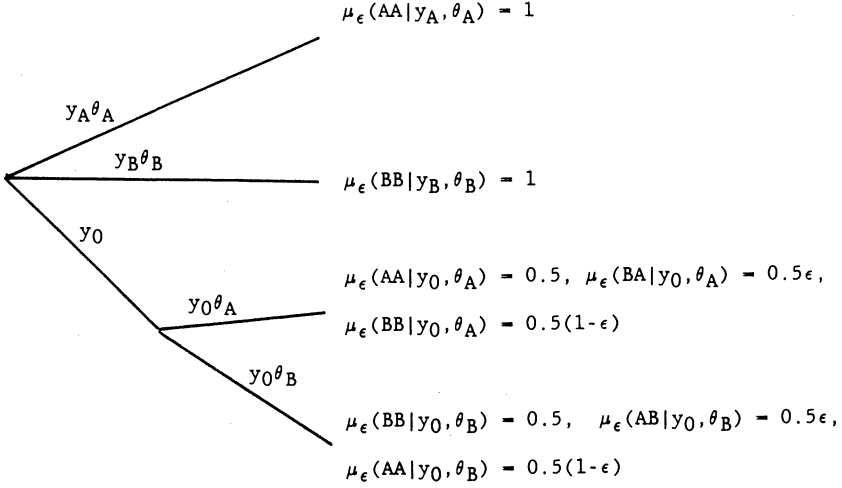 μϵ(AA|yA,θA) = 1
yAθA
yBθB
μϵ(BB|yB,θB) = 1
y0
μϵ(AA|y0,θA) = 0.5, μϵ(BA|y0,θA) = 0.5ϵ,
y0θA
μϵ(BB|y0,θA) = 0.5(1-ϵ)
y0θB
μϵ(BB|y0,θB) = 0.5, μϵ(AB|y0,θB) = 0.5ϵ,
μϵ(AA|y0,θB) = 0.5(1-ϵ)